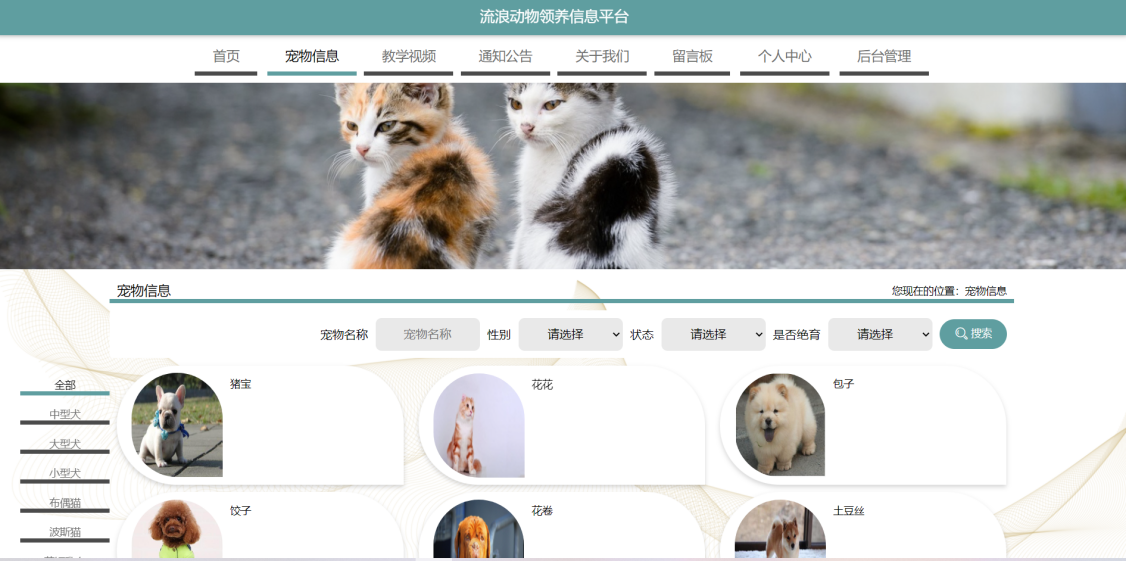 流浪动物领养信息平台
首页 宠物信息 教学视频 通知公告 关于我们 留言板 个人中心 后台管理
宠物信息 您现在的位置：宠物信息
宠物名称 宠物名称 性别 请选择 状态 请选择 是否绝育 请选择 搜索
全部
中型犬
大型犬
小型犬
布偶猫
波斯猫
猪宝 花花 包子
饺子 花卷 土豆丝